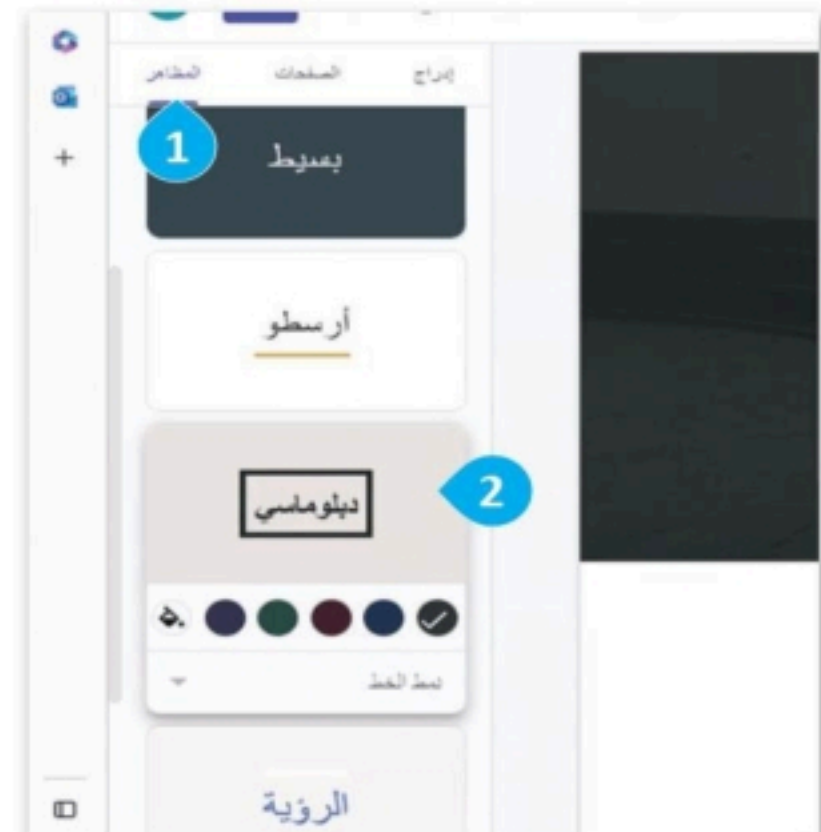 إدراج الصفحات المظاهر
1
بسيط
أرسطو
دبلوماسي
2
نمط الخط
الرؤية